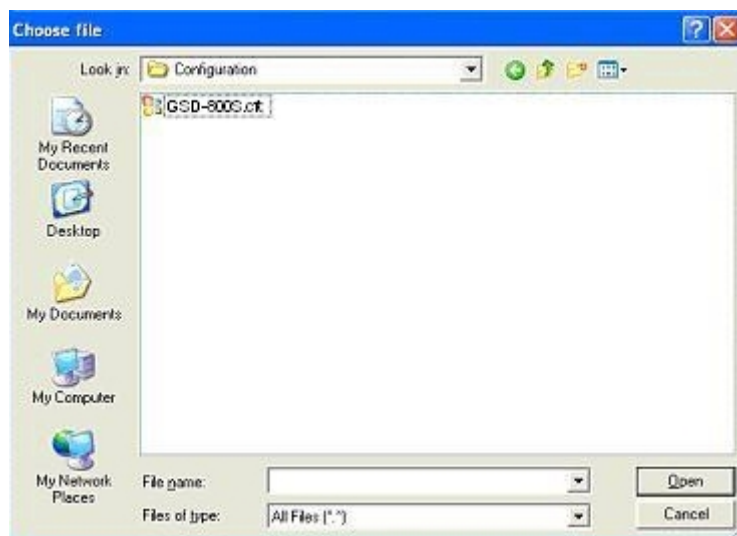 Choose file
Look in: Configuration
GSD-800S.cft
My Recent
Documents
Desktop
My Documents
My Computer
My Network
Places
File name:
Open
Files of type: All Files (*.*)
Cancel